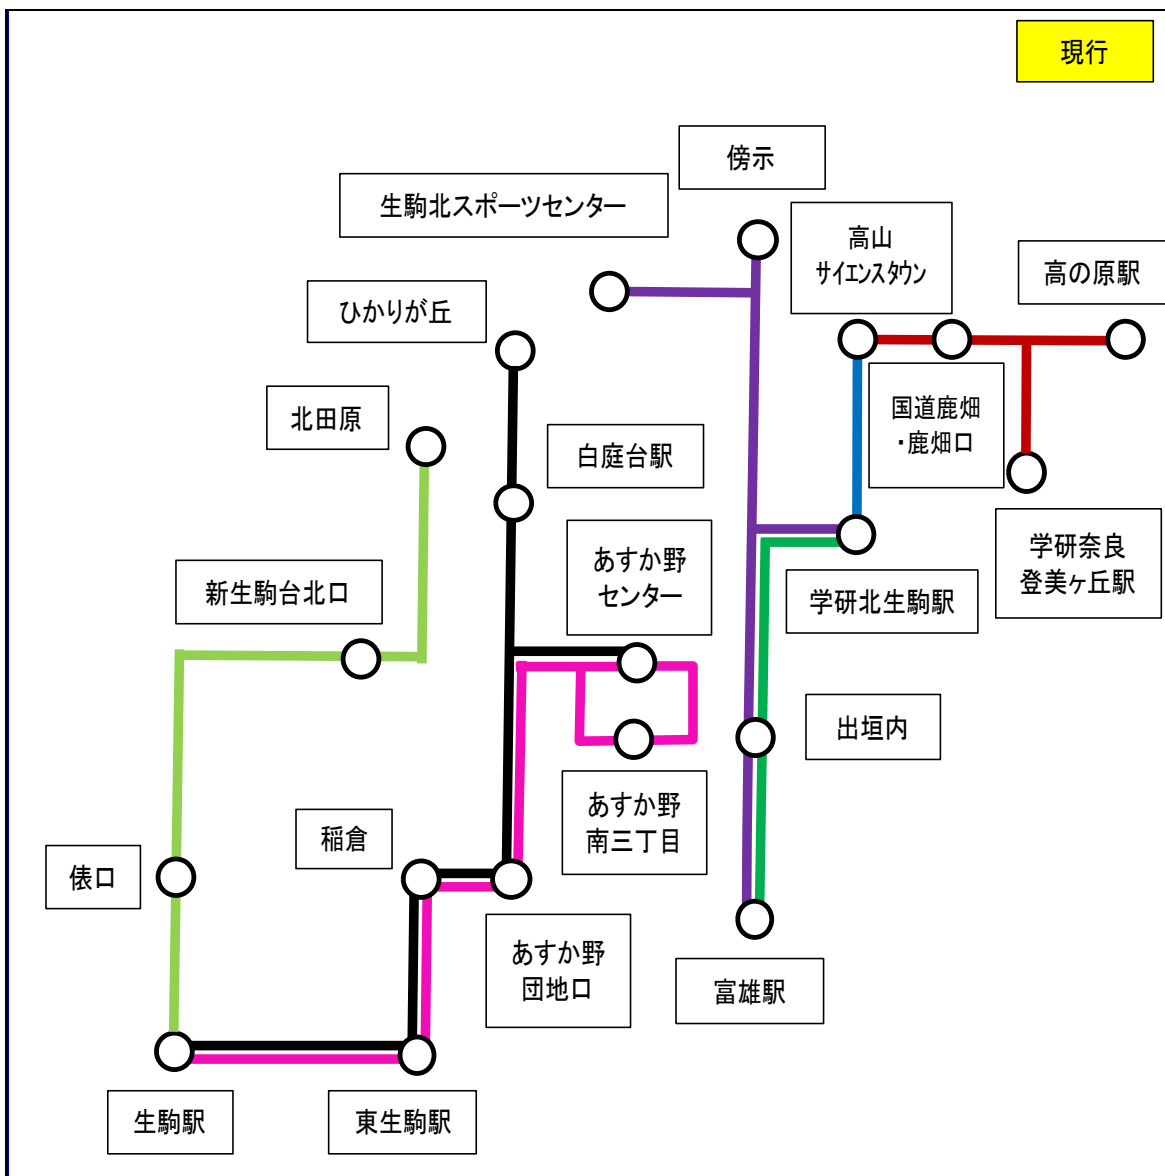 現行
傍示
生駒北スポーツセンター
高山
サイエンスタウン
高の原駅
ひかりが丘
北田原
国道鹿畑
・鹿畑口
白庭台駅
学研奈良
登美ヶ丘駅
あすか野
センター
新生駒台北口
学研北生駒駅
出垣内
あすか野
南三丁目
稲倉
俵口
あすか野
団地口
富雄駅
生駒駅
東生駒駅